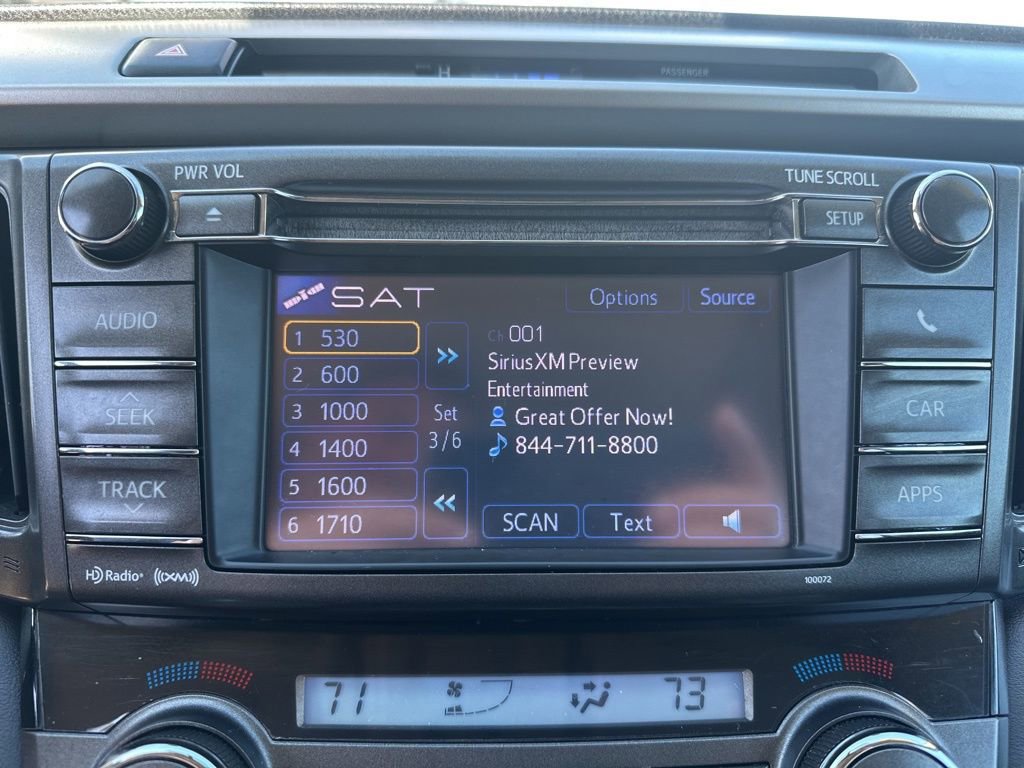 PASSENGER
PWR VOL
TUNE SCROLL
SETUP
AUDIO
SEEK
TRACK
SAT
Options
Source
1 530
2 600
3 1000
4 1400
5 1600
6 1710
Set
3/6
Ch 001
SiriusXM Preview
Entertainment
Great Offer Now!
844-711-8800
SCAN
Text
CAR
APPS
HD Radio®
((XM))
100072
71
73